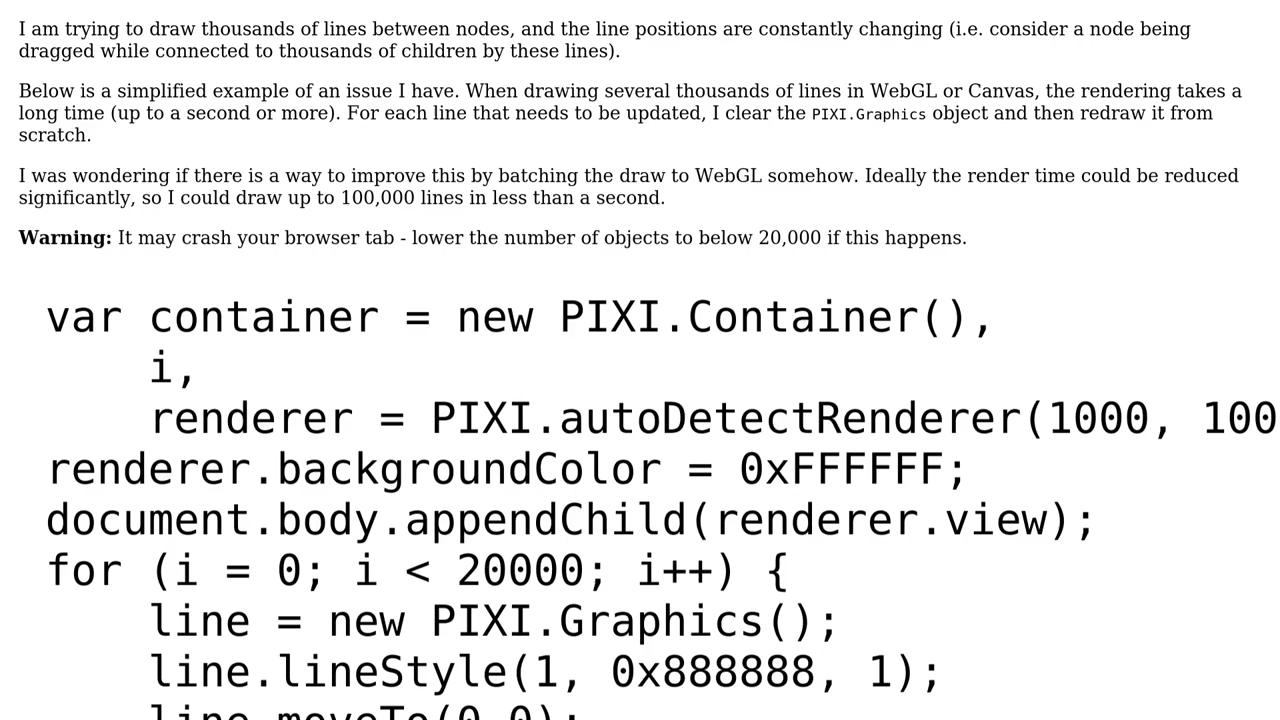 I am trying to draw thousands of lines between nodes, and the line positions are constantly changing (i.e. consider a node being
dragged while connected to thousands of children by these lines).
Below is a simplified example of an issue I have. When drawing several thousands of lines in WebGL or Canvas, the rendering takes a
long time (up to a second or more). For each line that needs to be updated, I clear the PIXI.Graphics object and then redraw it from
scratch.
I was wondering if there is a way to improve this by batching the draw to WebGL somehow. Ideally the render time could be reduced
significantly, so I could draw up to 100,000 lines in less than a second.
Warning: It may crash your browser tab - lower the number of objects to below 20,000 if this happens.
var container = new PIXI.Container(),
    i,
    renderer = PIXI.autoDetectRenderer(1000, 100
renderer.backgroundColor = 0xFFFFFF;
document.body.appendChild(renderer.view);
for (i = 0; i < 20000; i++) {
    line = new PIXI.Graphics();
    line.lineStyle(1, 0x888888, 1);
    line.moveTo(0,0);